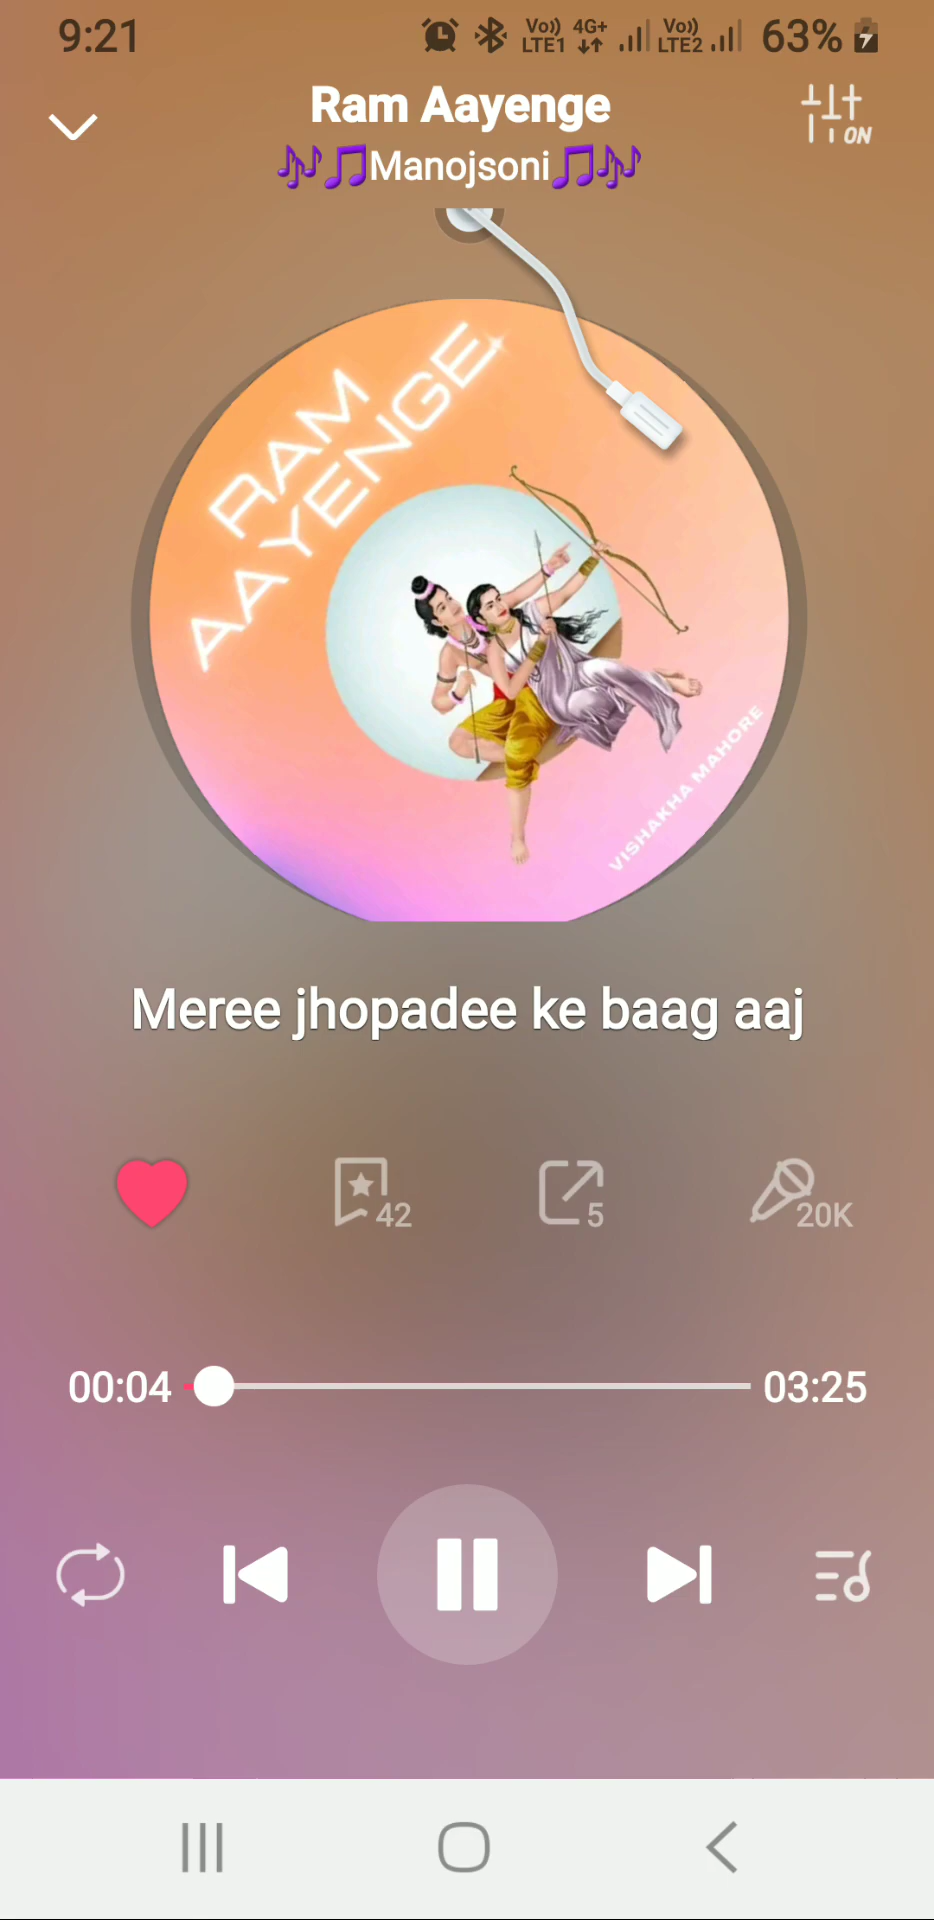 9:21 Vo)) LTE1 4G+ Vo)) LTE2 63%
Ram Aayenge
🎶🎵Manojsoni🎵🎶
ON
RAM
AAYENGE
VISHAKHA MAHORE
Meree jhopadee ke baag aaj
42 5 20K
00:04 03:25